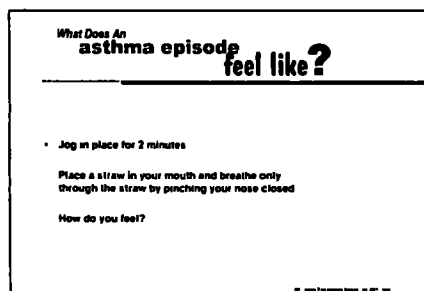 What Does An
asthma episode
feel like?
• Jog in place for 2 minutes
Place a straw in your mouth and breathe only
through the straw by pinching your nose closed
How do you feel?